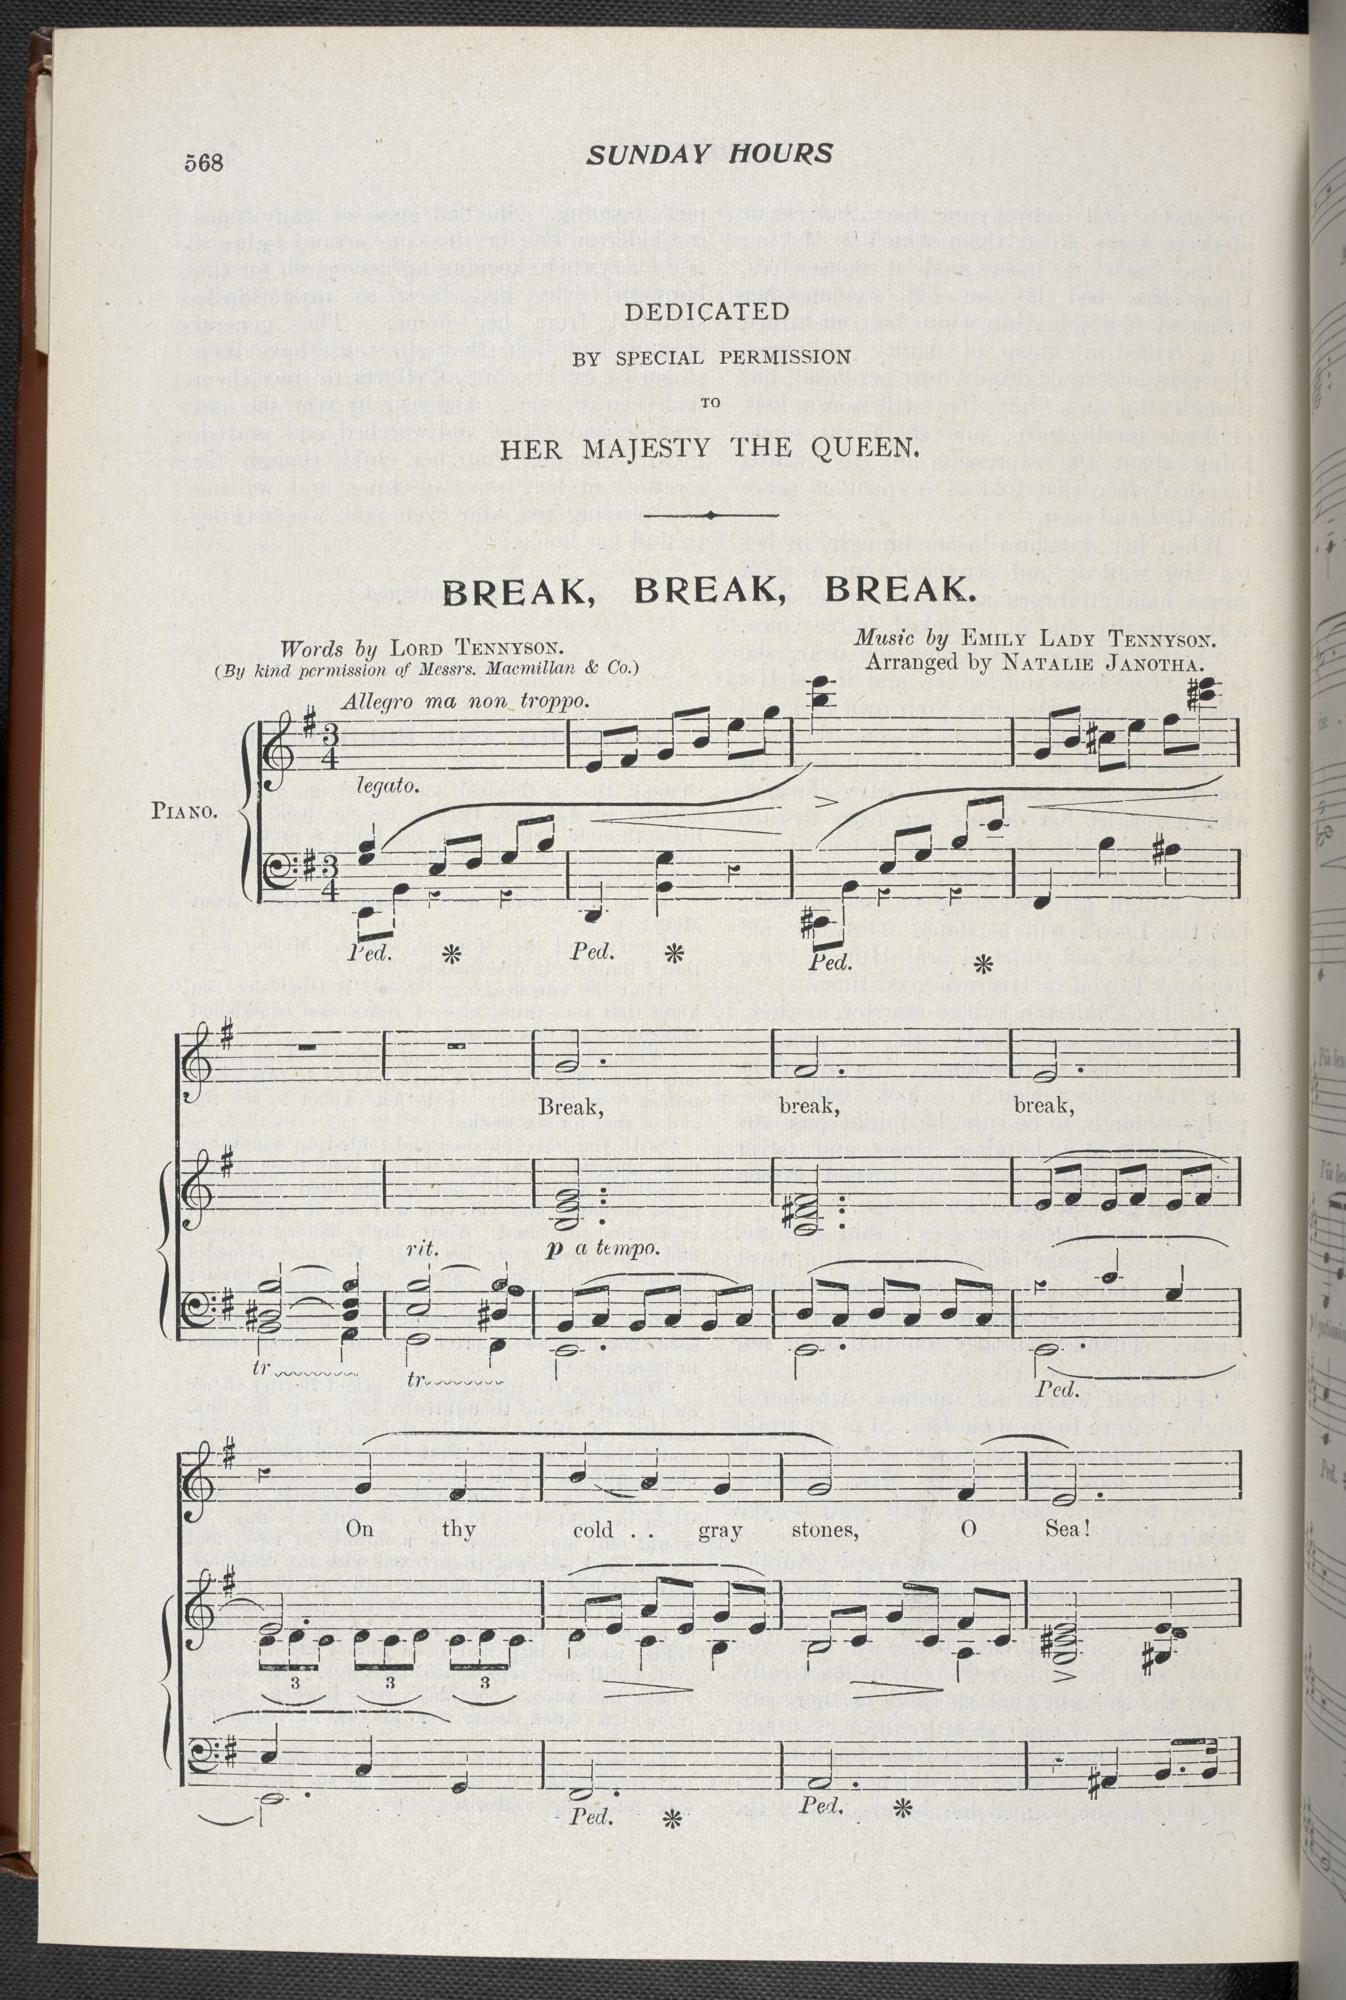 568
SUNDAY HOURS
DEDICATED
BY SPECIAL PERMISSION
TO
HER MAJESTY THE QUEEN.
BREAK, BREAK, BREAK.
Words by LORD TENNYSON.
(By kind permission of Messrs. Macmillan & Co.)
Music by EMILY LADY TENNYSON.
Arranged by NATALIE JANOTHA.
Allegro ma non troppo.
legato.
PIANO.
Ped. Ped. Ped.
Break, break, break,
rit. p a tempo.
tr tr Ped.
On thy cold . . gray stones, O Sea!
3 3 3
Ped. Ped.